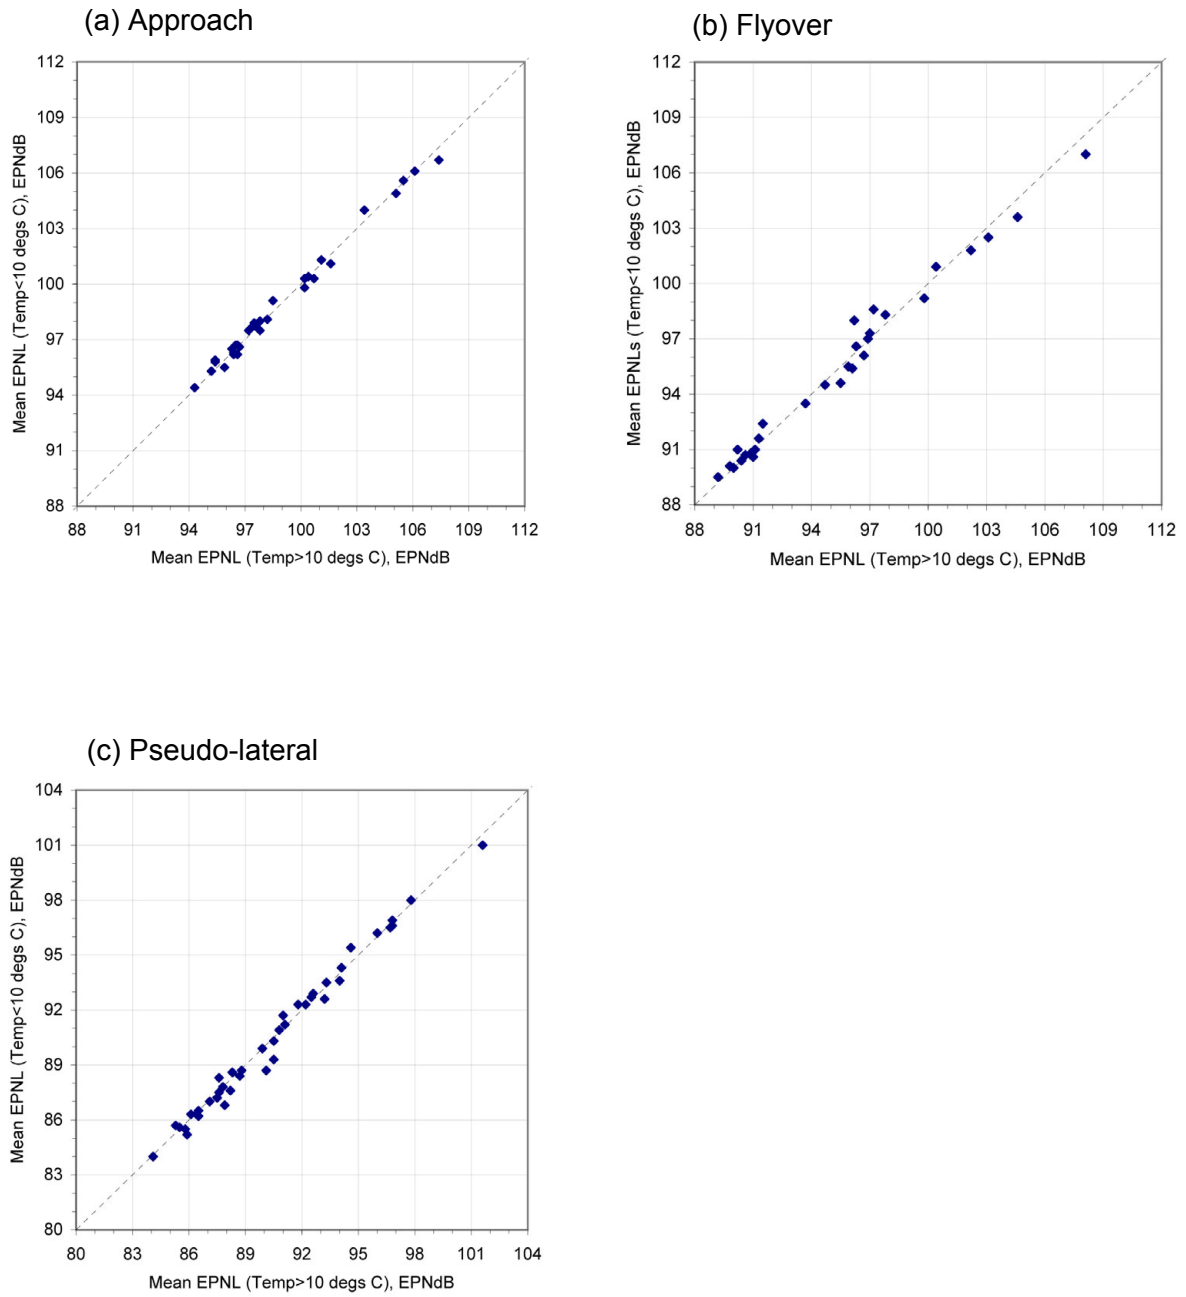 (a) Approach
112
109
106
103
100
97
94
91
88
88 91 94 97 100 103 106 109 112
Mean EPNL (Temp<10 degs C), EPNdB
Mean EPNL (Temp>10 degs C), EPNdB
(b) Flyover
112
109
106
103
100
97
94
91
88
88 91 94 97 100 103 106 109 112
Mean EPNLs (Temp<10 degs C), EPNdB
Mean EPNL (Temp>10 degs C), EPNdB
(c) Pseudo-lateral
104
101
98
95
92
89
86
83
80
80 83 86 89 92 95 98 101 104
Mean EPNL (Temp<10 degs C), EPNdB
Mean EPNL (Temp>10 degs C), EPNdB